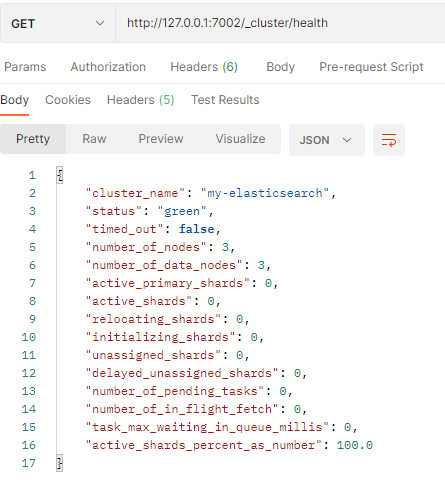 GET http://127.0.0.1:7002/_cluster/health
Params Authorization Headers (6) Body Pre-request Script
Body Cookies Headers (5) Test Results
Pretty Raw Preview Visualize JSON
1 {
2 "cluster_name": "my-elasticsearch",
3 "status": "green",
4 "timed_out": false,
5 "number_of_nodes": 3,
6 "number_of_data_nodes": 3,
7 "active_primary_shards": 0,
8 "active_shards": 0,
9 "relocating_shards": 0,
10 "initializing_shards": 0,
11 "unassigned_shards": 0,
12 "delayed_unassigned_shards": 0,
13 "number_of_pending_tasks": 0,
14 "number_of_in_flight_fetch": 0,
15 "task_max_waiting_in_queue_millis": 0,
16 "active_shards_percent_as_number": 100.0
17 }